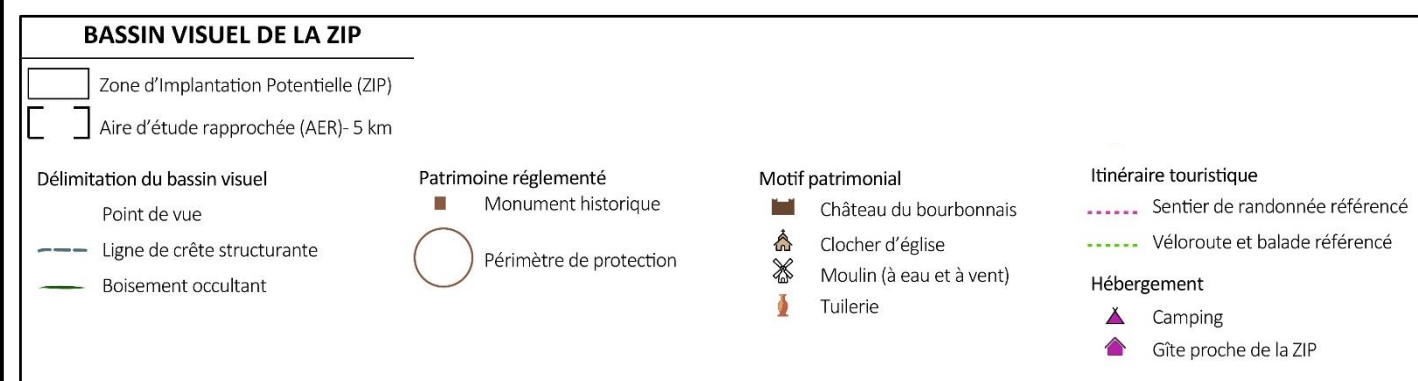 BASSIN VISUEL DE LA ZIP
Zone d'Implantation Potentielle (ZIP)
Aire d'étude rapprochée (AER)- 5 km
Délimitation du bassin visuel
Point de vue
Ligne de crête structurante
Boisement occultant
Patrimoine réglementé
Monument historique
Périmètre de protection
Motif patrimonial
Château du bourbonnais
Clocher d'église
Moulin (à eau et à vent)
Tuilerie
Itinéraire touristique
Sentier de randonnée référencé
Véloroute et balade référencé
Hébergement
Camping
Gîte proche de la ZIP